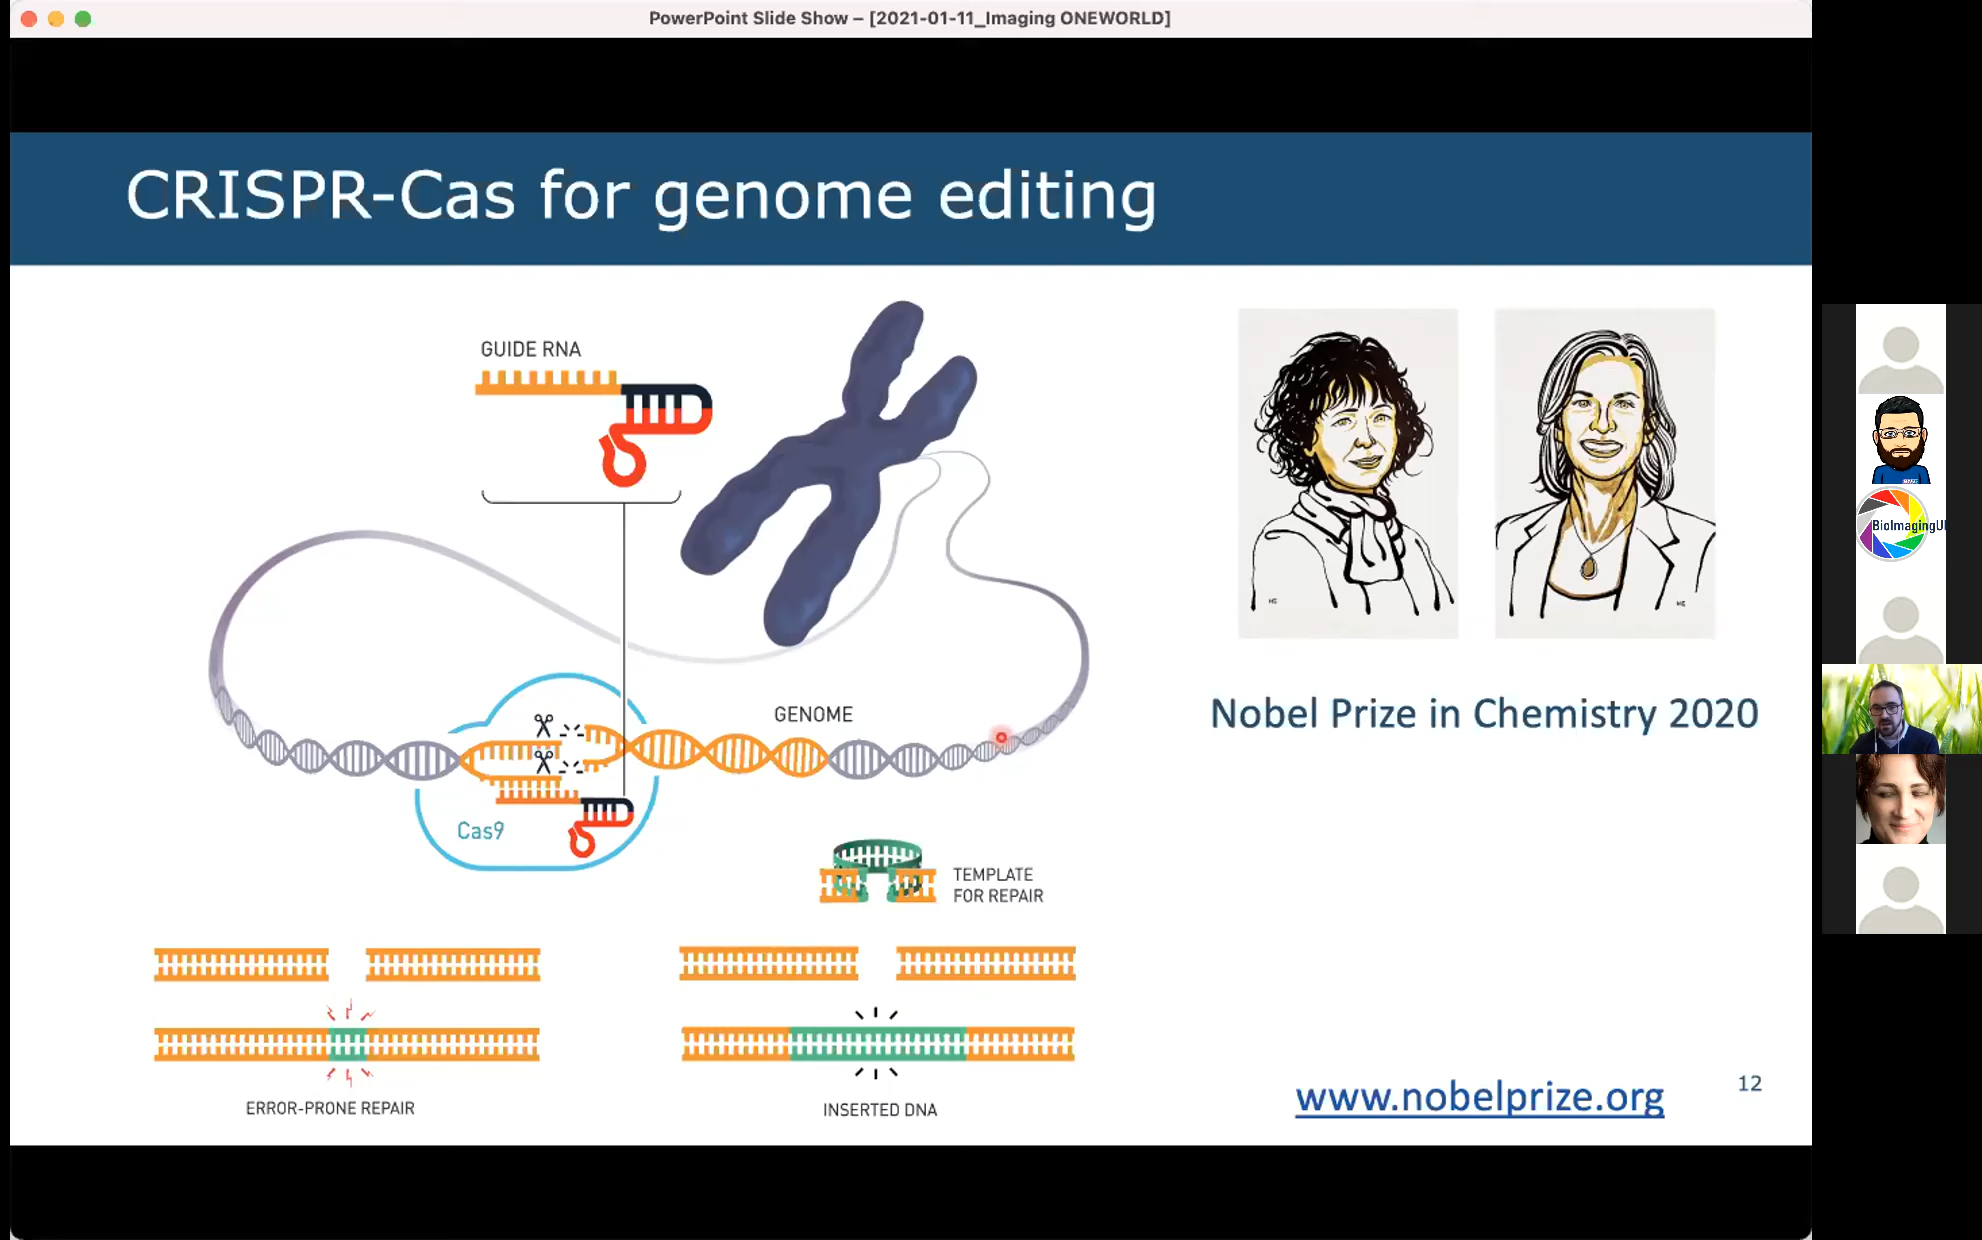 PowerPoint Slide Show – [2021-01-11_Imaging ONEWORLD]
CRISPR-Cas for genome editing
GUIDE RNA
GENOME
Cas9
TEMPLATE
FOR REPAIR
ERROR-PRONE REPAIR
INSERTED DNA
Nobel Prize in Chemistry 2020
www.nobelprize.org
12
BioImagingU